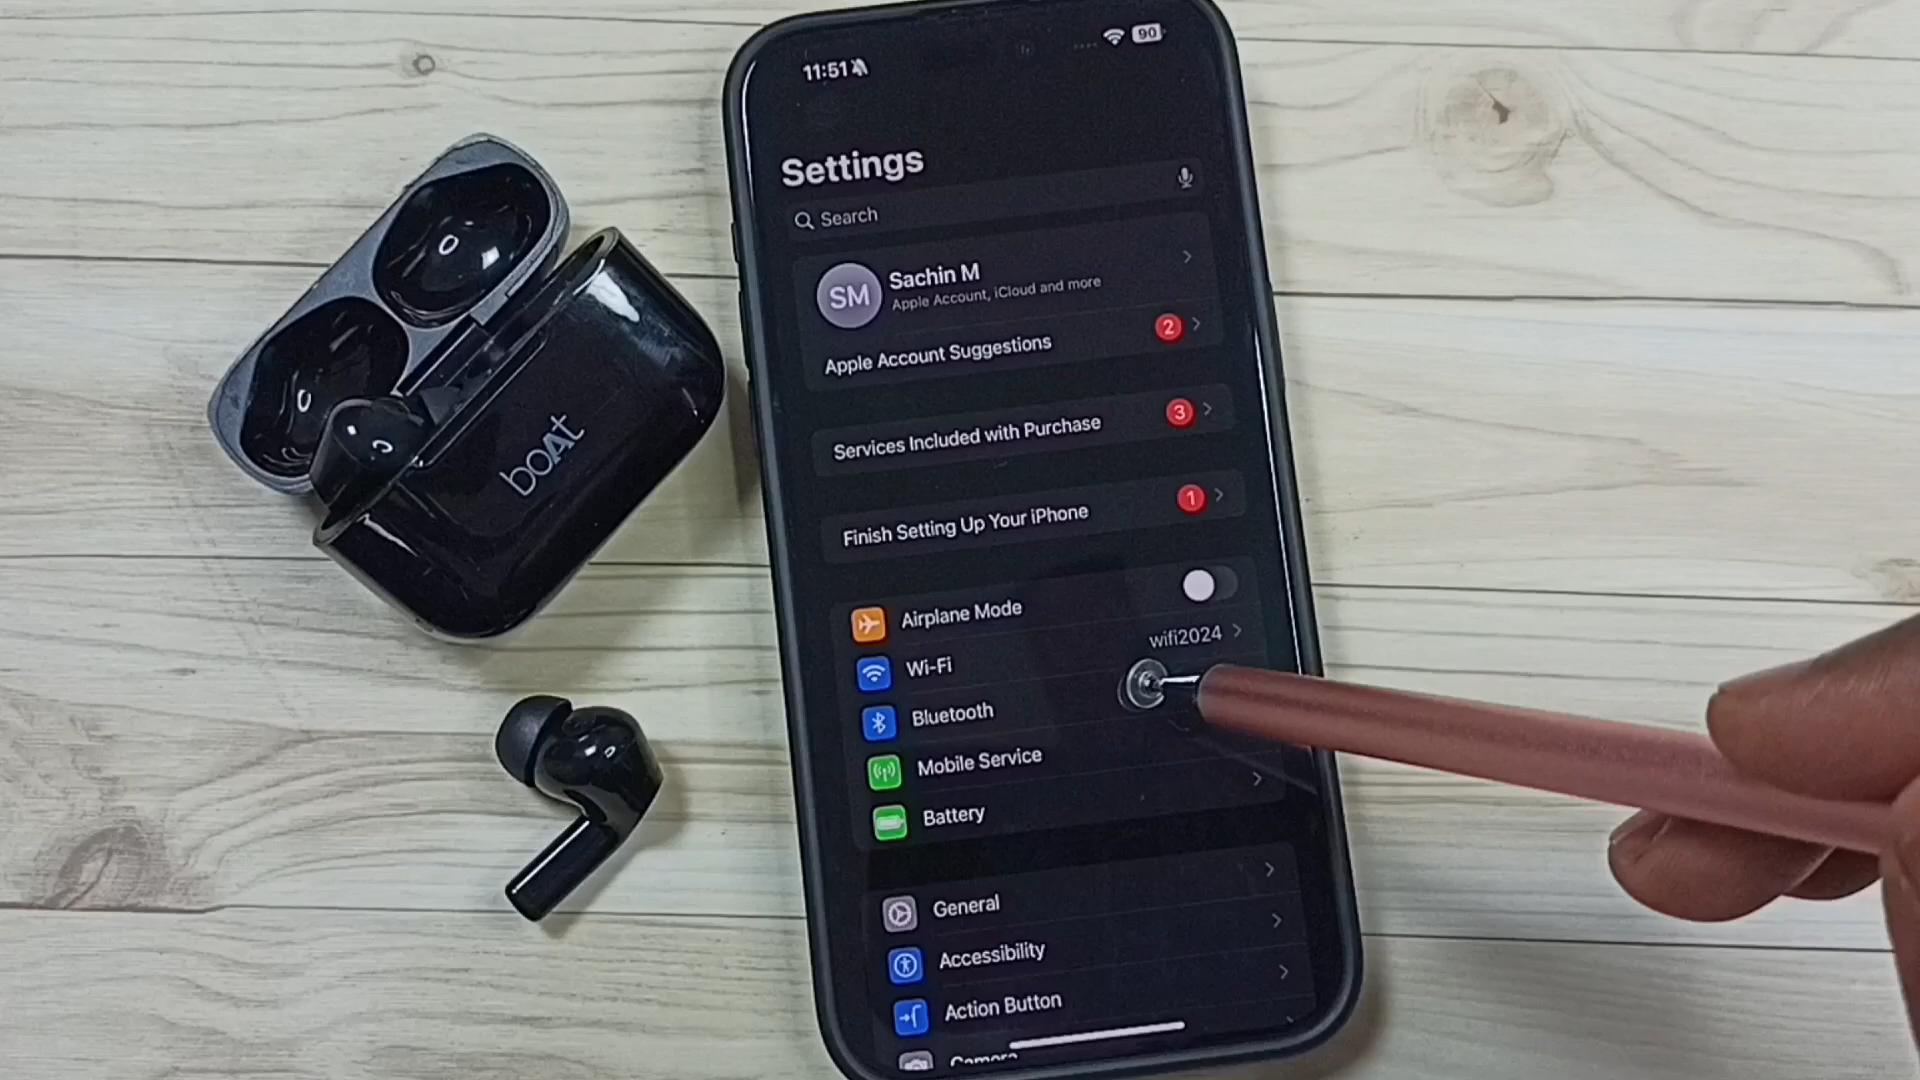 11:51
90
Settings
Search
SM
Sachin M
Apple Account, iCloud and more
Apple Account Suggestions 2
Services Included with Purchase 3
Finish Setting Up Your iPhone 1
Airplane Mode
Wi-Fi wifi2024
Bluetooth
Mobile Service
Battery
General
Accessibility
Action Button
Camera
boAt